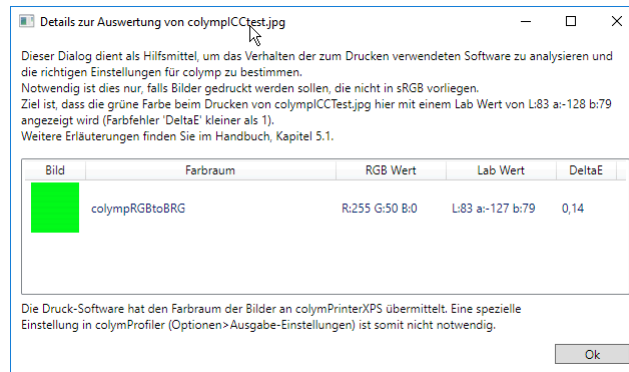 Details zur Auswertung von colympICCtest.jpg
Dieser Dialog dient als Hilfsmittel, um das Verhalten der zum Drucken verwendeten Software zu analysieren und
die richtigen Einstellungen für colymp zu bestimmen.
Notwendig ist dies nur, falls Bilder gedruckt werden sollen, die nicht in sRGB vorliegen.
Ziel ist, dass die grüne Farbe beim Drucken von colympICCTest.jpg hier mit einem Lab Wert von L:83 a:-128 b:79
angezeigt wird (Farbfehler 'DeltaE' kleiner als 1).
Weitere Erläuterungen finden Sie im Handbuch, Kapitel 5.1.
Bild Farbraum RGB Wert Lab Wert DeltaE
colympRGBtoBRG R:255 G:50 B:0 L:83 a:-127 b:79 0,14
Die Druck-Software hat den Farbraum der Bilder an colymPrinterXPS übermittelt. Eine spezielle
Einstellung in colymProfiler (Optionen>Ausgabe-Einstellungen) ist somit nicht notwendig.
Ok